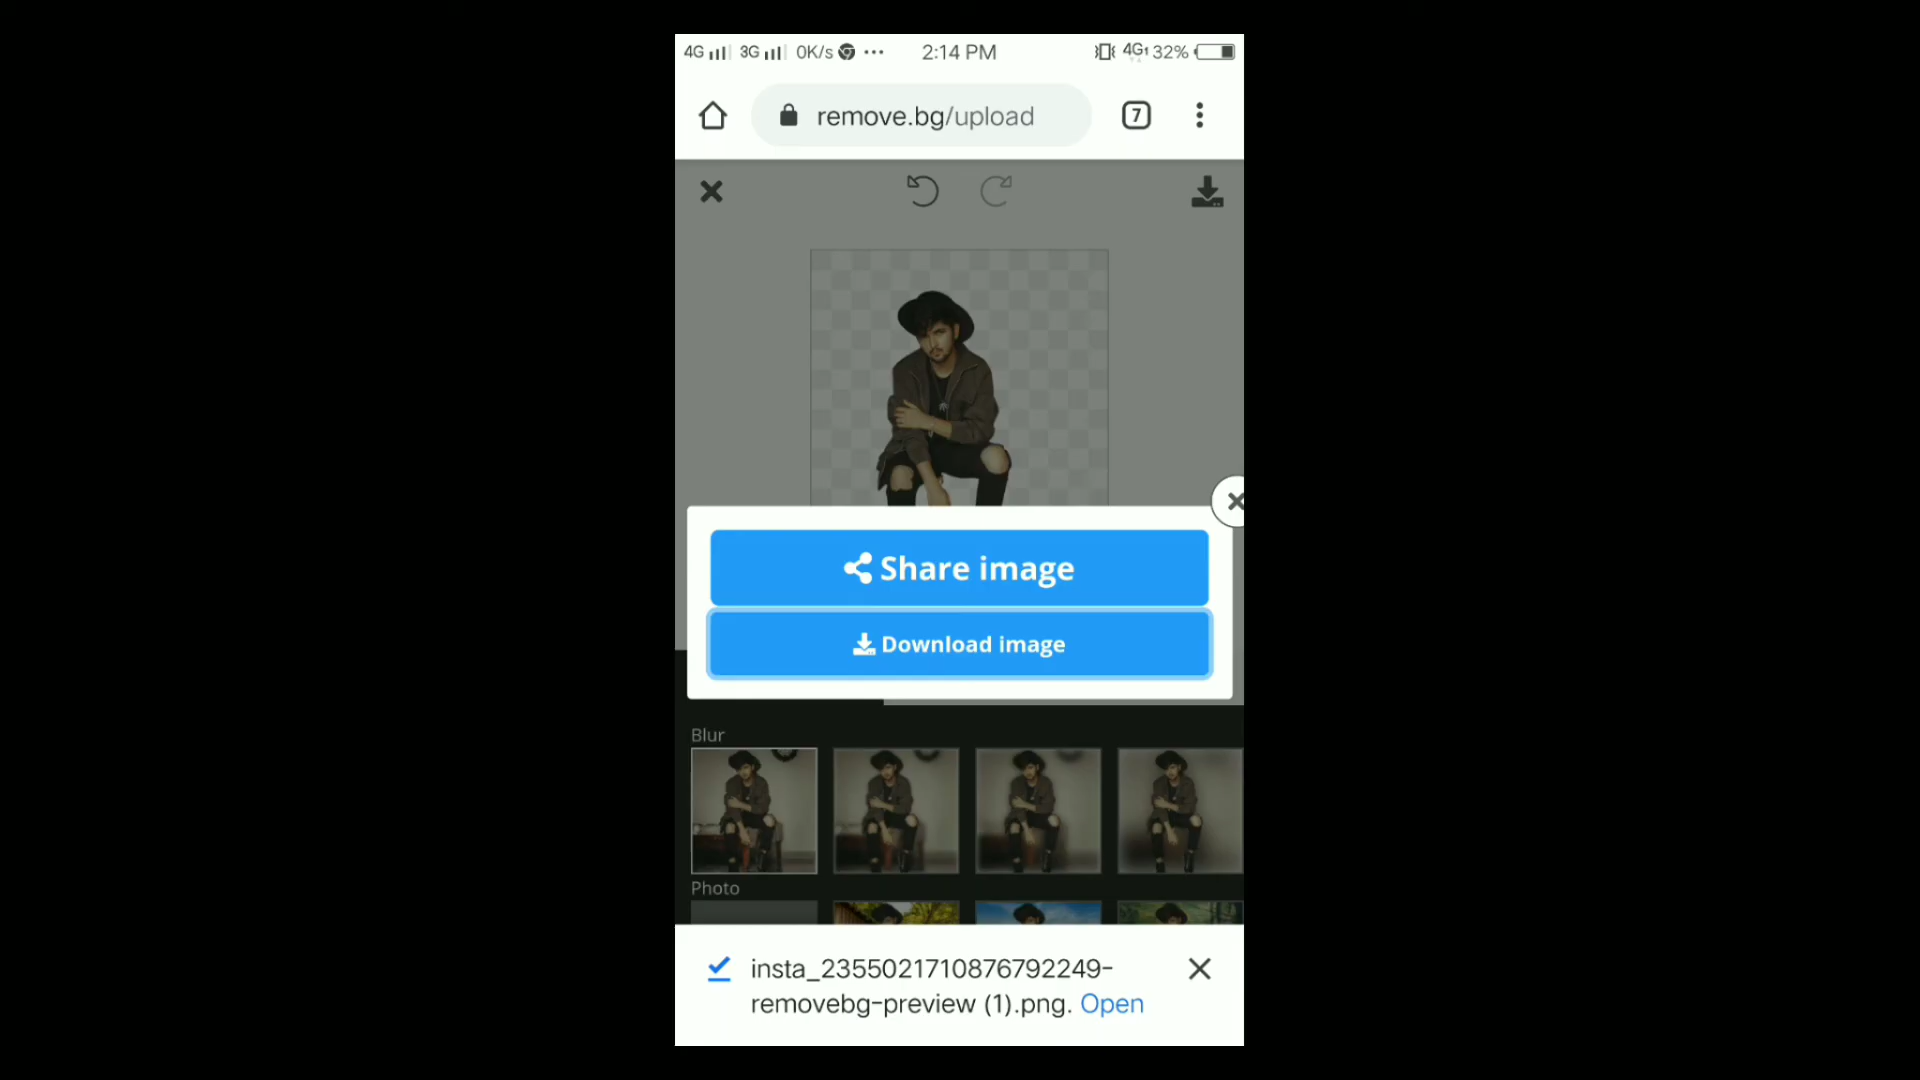 4G 3G 0K/s 2:14 PM 4G 32%
remove.bg/upload 7
Share image
Download image
Blur
Photo
insta_2355021710876792249-
removebg-preview (1).png. Open